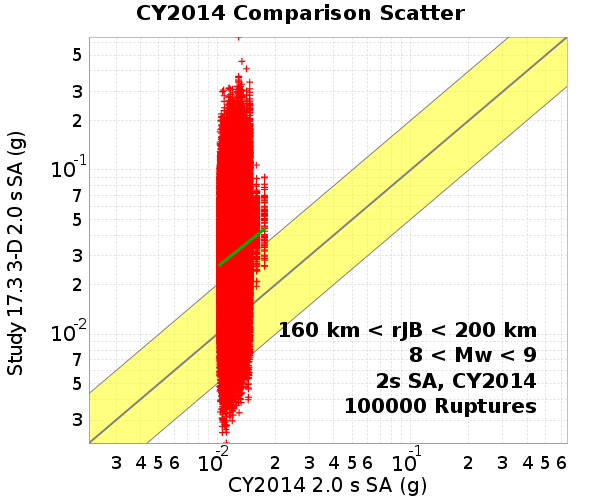 CY2014 Comparison Scatter
Study 17.3 3-D 2.0 s SA (g)
5
3
2
10-1
7
5
3
2
10-2
7
5
3
160 km < rJB < 200 km
8 < Mw < 9
2s SA, CY2014
100000 Ruptures
3 4 5 6 10-2 2 3 4 5 6 10-1 2 3 4 5 6
CY2014 2.0 s SA (g)